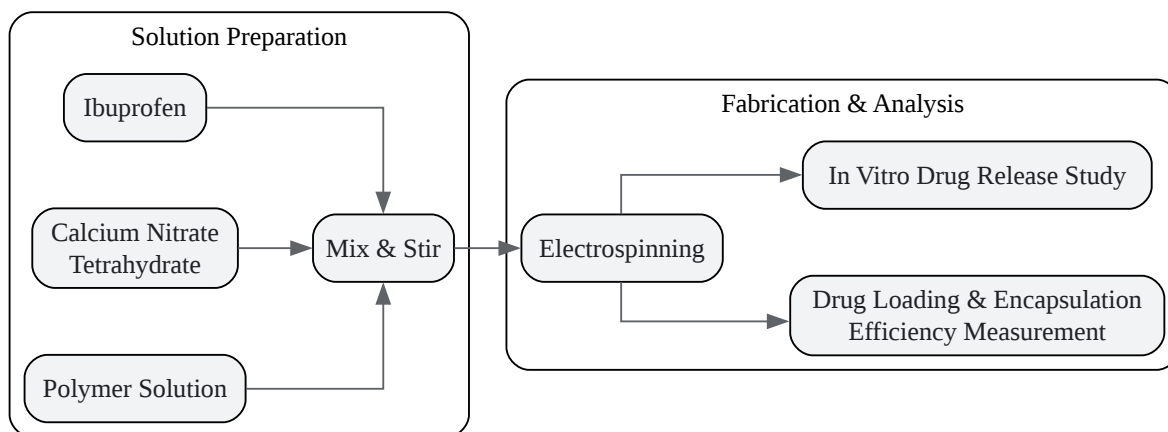 Solution Preparation
Ibuprofen
Calcium Nitrate
Tetrahydrate
Mix & Stir
Polymer Solution
Fabrication & Analysis
In Vitro Drug Release Study
Electrospinning
Drug Loading & Encapsulation
Efficiency Measurement